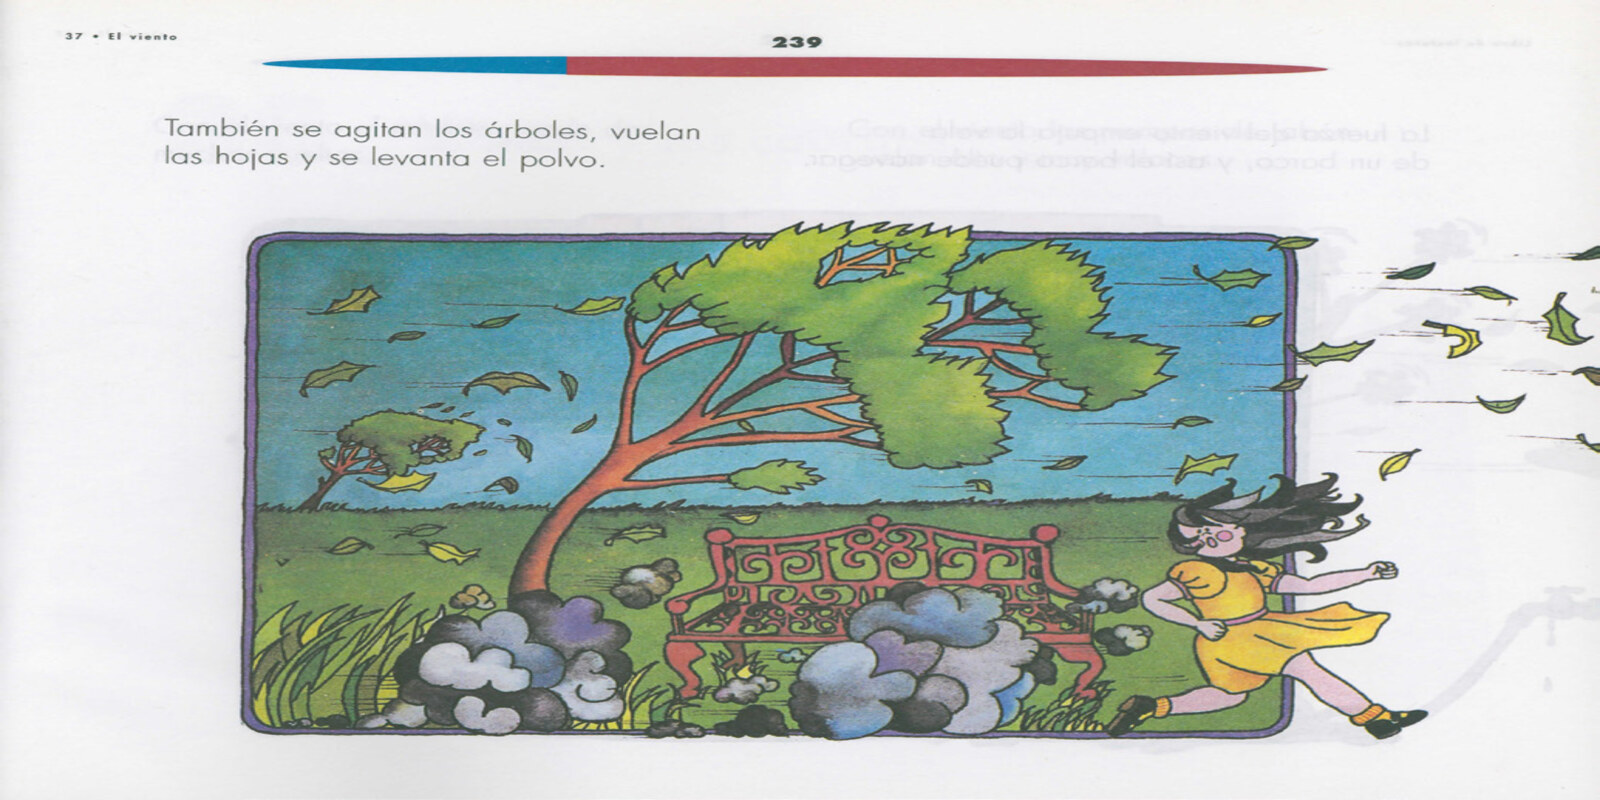 37 • El viento
239
También se agitan los árboles, vuelan
las hojas y se levanta el polvo.